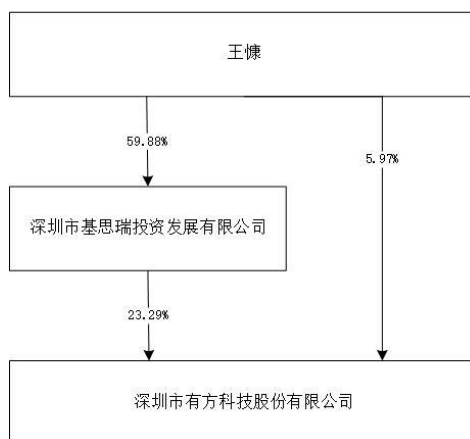 王慷
59.88%
5.97%
深圳市基思瑞投资发展有限公司
23.29%
深圳市有方科技股份有限公司